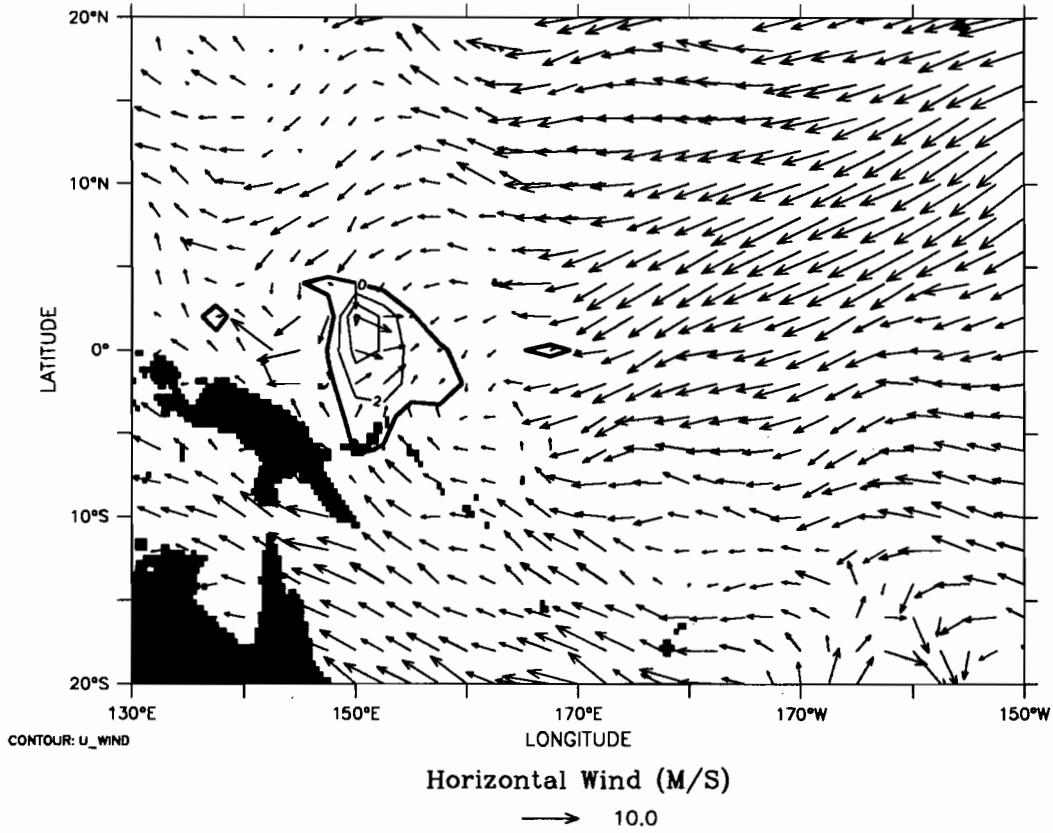 20°N
10°N
0°
10°S
20°S
LATITUDE
0
2
130°E 150°E 170°E 170°W 150°W
LONGITUDE
CONTOUR: U_WIND
Horizontal Wind (M/S)
10.0